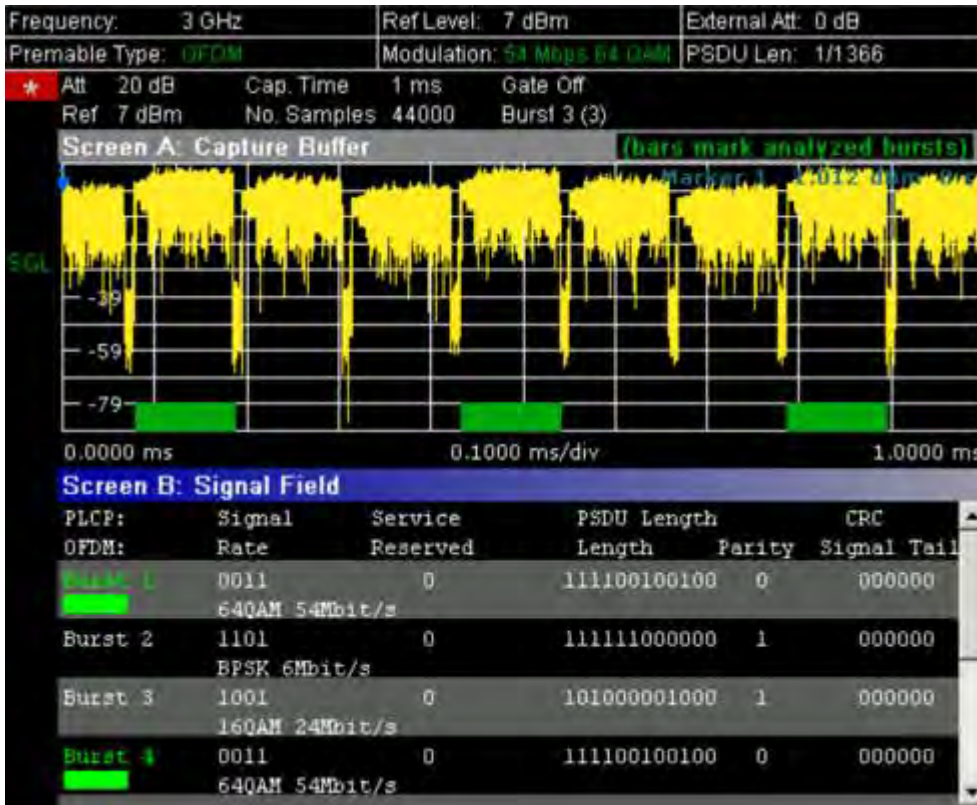 Frequency: 3 GHz Ref Level: 7 dBm External Att: 0 dB
Premable Type: OFDM Modulation: 54 Mbps 64 QAM PSDU Len: 1/1366
* Att 20 dB Cap. Time 1 ms Gate Off
Ref 7 dBm No. Samples 44000 Burst 3 (3)
Screen A: Capture Buffer (bars mark analyzed bursts)
Marker 1
SGL
-39
-59
-79
0.0000 ms 0.1000 ms/div 1.0000 ms
Screen B: Signal Field
PLCP: Signal Service PSDU Length CRC
OFDM: Rate Reserved Length Parity Signal Tail
Burst 1 0011 0 111100100100 0 000000
64QAM 54Mbit/s
Burst 2 1101 0 111111000000 1 000000
BPSK 6Mbit/s
Burst 3 1001 0 101000001000 1 000000
16QAM 24Mbit/s
Burst 4 0011 0 111100100100 0 000000
64QAM 54Mbit/s